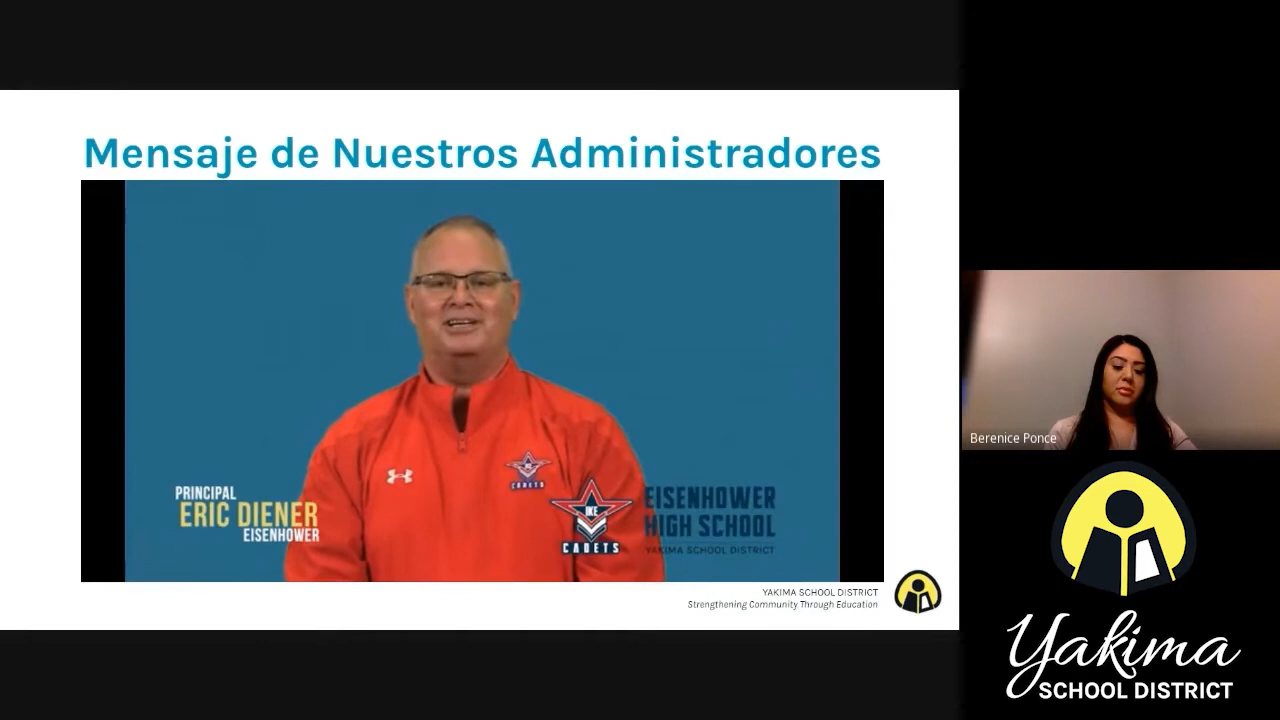 Mensaje de Nuestros Administradores
PRINCIPAL
ERIC DIENER
EISENHOWER
IKE
CADETS
CADETS
EISENHOWER
HIGH SCHOOL
YAKIMA SCHOOL DISTRICT
YAKIMA SCHOOL DISTRICT
Strengthening Community Through Education
Berenice Ponce
Yakima
SCHOOL DISTRICT